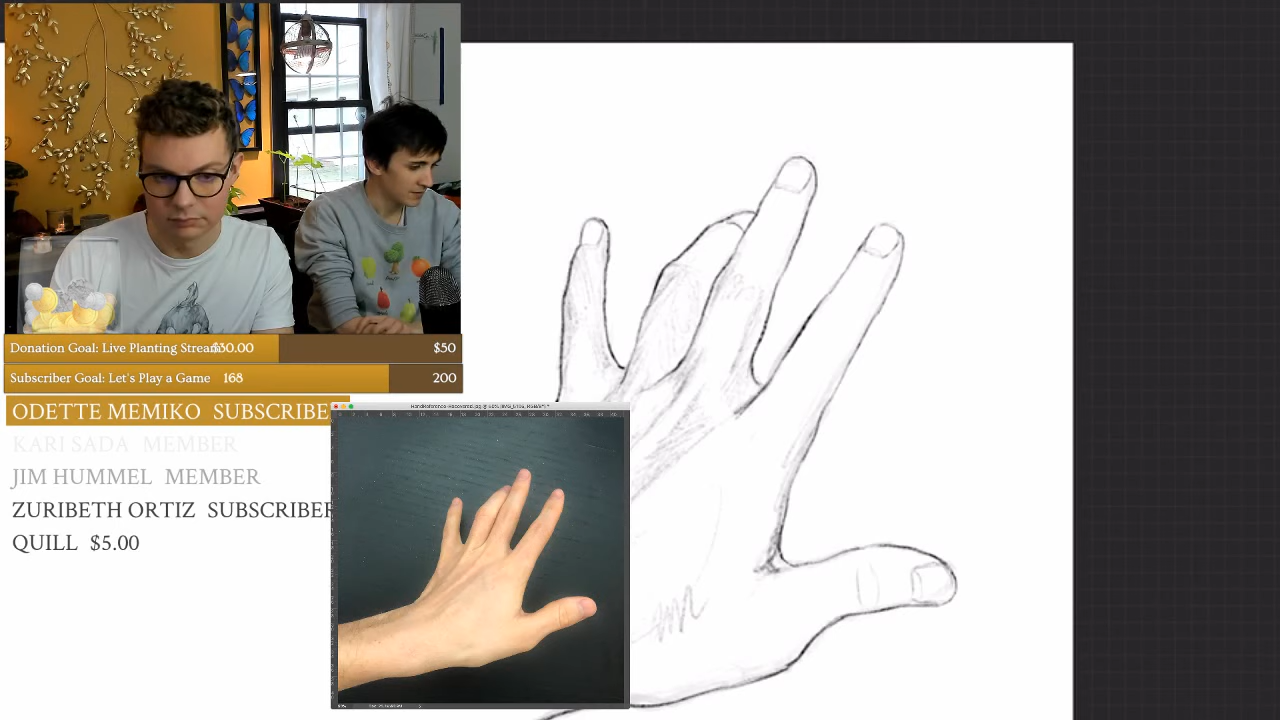 Donation Goal: Live Planting Stream $30.00 $50
Subscriber Goal: Let's Play a Game 168 200
ODETTE MEMIKO SUBSCRIBE
KARI SADA MEMBER
JIM HUMMEL MEMBER
ZURIBETH ORTIZ SUBSCRIBER
QUILL $5.00